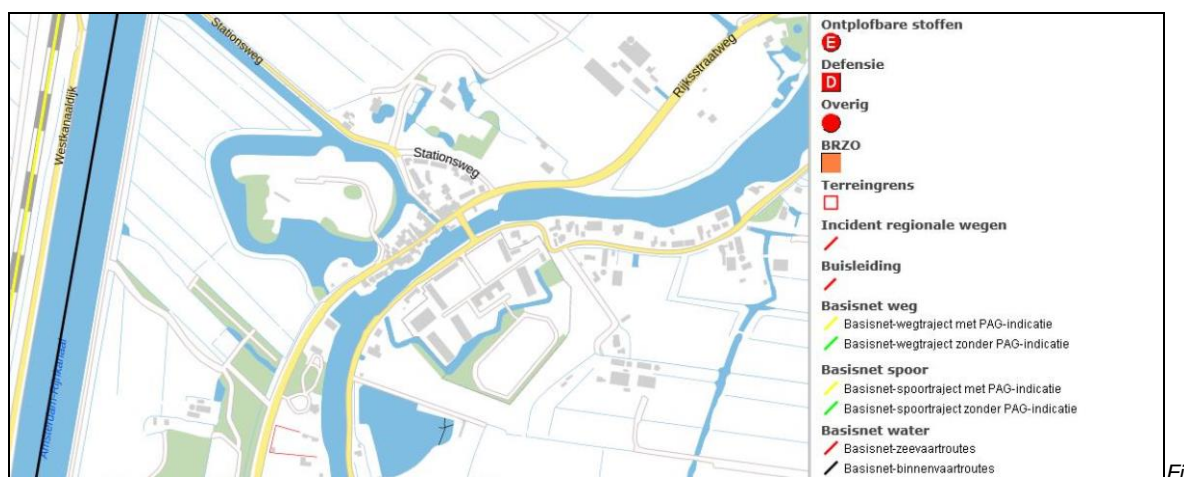 Stationsweg
Rijksstraatweg
Westkanaaldijk
Stationsweg
Amsterdam-Rijnkanaal
Ontplofbare stoffen
E
Defensie
D
Overig
BRZO
Terreingrens
Incident regionale wegen
Buisleiding
Basisnet weg
Basisnet-wegtraject met PAG-indicatie
Basisnet-wegtraject zonder PAG-indicatie
Basisnet spoor
Basisnet-spoortraject met PAG-indicatie
Basisnet-spoortraject zonder PAG-indicatie
Basisnet water
Basisnet-zeevaartroutes
Basisnet-binnenvaartroutes
Fi